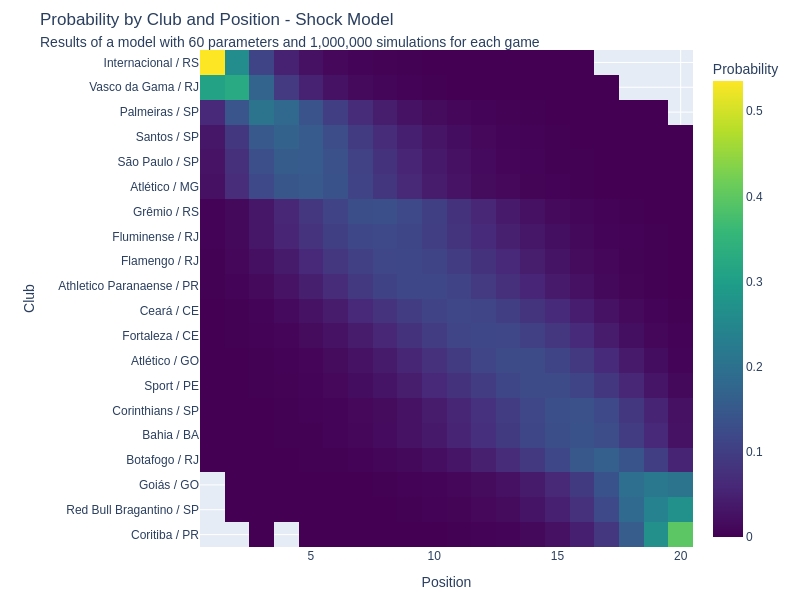 Probability by Club and Position - Shock Model
Results of a model with 60 parameters and 1,000,000 simulations for each game
Probability
Club
Internacional / RS
Vasco da Gama / RJ
Palmeiras / SP
Santos / SP
São Paulo / SP
Atlético / MG
Grêmio / RS
Fluminense / RJ
Flamengo / RJ
Athletico Paranaense / PR
Ceará / CE
Fortaleza / CE
Atlético / GO
Sport / PE
Corinthians / SP
Bahia / BA
Botafogo / RJ
Goiás / GO
Red Bull Bragantino / SP
Coritiba / PR
0.5
0.4
0.3
0.2
0.1
0
5
10
15
20
Position